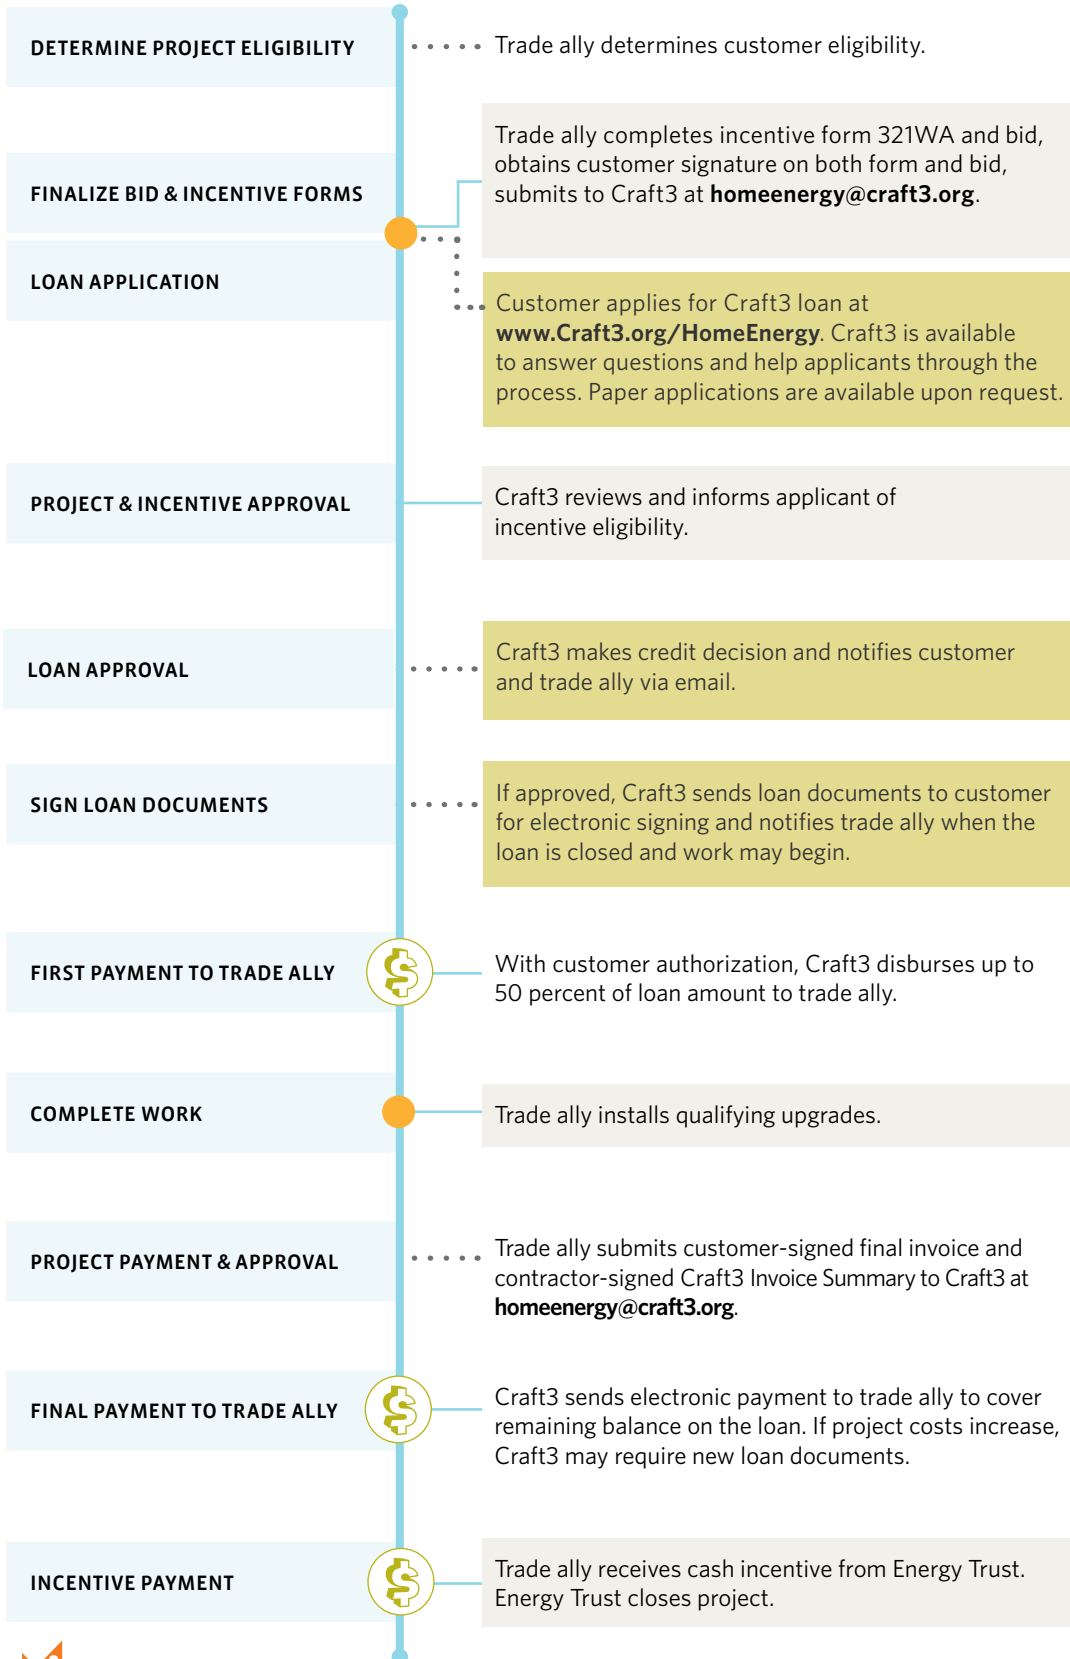 DETERMINE PROJECT ELIGIBILITY
Trade ally determines customer eligibility.
FINALIZE BID & INCENTIVE FORMS
Trade ally completes incentive form 321WA and bid,
obtains customer signature on both form and bid,
submits to Craft3 at homeenergy@craft3.org.
LOAN APPLICATION
Customer applies for Craft3 loan at
www.Craft3.org/HomeEnergy. Craft3 is available
to answer questions and help applicants through the
process. Paper applications are available upon request.
PROJECT & INCENTIVE APPROVAL
Craft3 reviews and informs applicant of
incentive eligibility.
LOAN APPROVAL
Craft3 makes credit decision and notifies customer
and trade ally via email.
SIGN LOAN DOCUMENTS
If approved, Craft3 sends loan documents to customer
for electronic signing and notifies trade ally when the
loan is closed and work may begin.
FIRST PAYMENT TO TRADE ALLY
$
With customer authorization, Craft3 disburses up to
50 percent of loan amount to trade ally.
COMPLETE WORK
Trade ally installs qualifying upgrades.
PROJECT PAYMENT & APPROVAL
Trade ally submits customer-signed final invoice and
contractor-signed Craft3 Invoice Summary to Craft3 at
homeenergy@craft3.org.
FINAL PAYMENT TO TRADE ALLY
$
Craft3 sends electronic payment to trade ally to cover
remaining balance on the loan. If project costs increase,
Craft3 may require new loan documents.
INCENTIVE PAYMENT
$
Trade ally receives cash incentive from Energy Trust.
Energy Trust closes project.